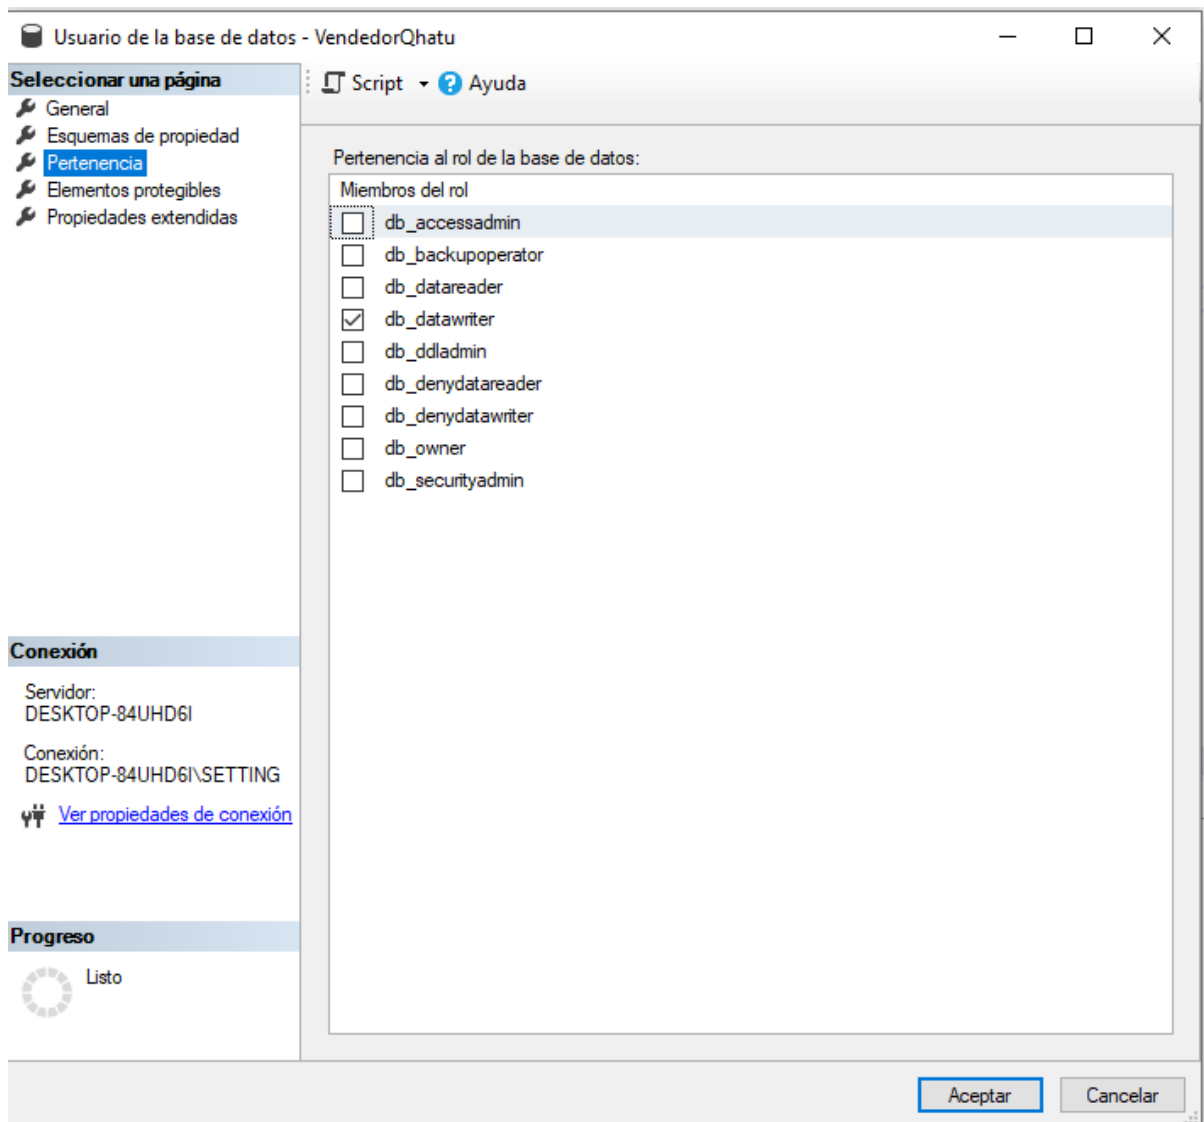 Usuario de la base de datos - VendedorQhatu
Seleccionar una página
General
Esquemas de propiedad
Pertenencia
Elementos protegibles
Propiedades extendidas
Script
Ayuda
Pertenencia al rol de la base de datos:
Miembros del rol
db_accessadmin
db_backupoperator
db_datareader
db_datawriter
db_ddladmin
db_denydatareader
db_denydatawriter
db_owner
db_securityadmin
Conexión
Servidor:
DESKTOP-84UHD6I
Conexión:
DESKTOP-84UHD6I\SETTING
Ver propiedades de conexión
Progreso
Listo
Aceptar
Cancelar